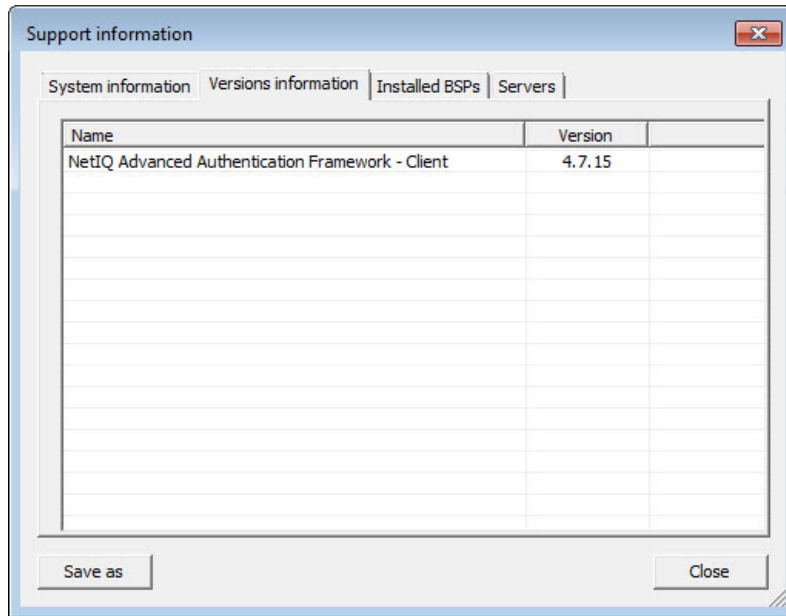 Support information
System information Versions information Installed BSPs Servers
Name Version
NetIQ Advanced Authentication Framework - Client 4.7.15
Save as Close